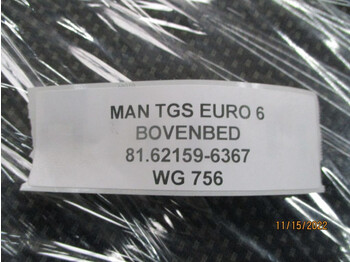 MAN TGS EURO 6
BOVENBED
81.62159-6367
WG 756
11/15/2022